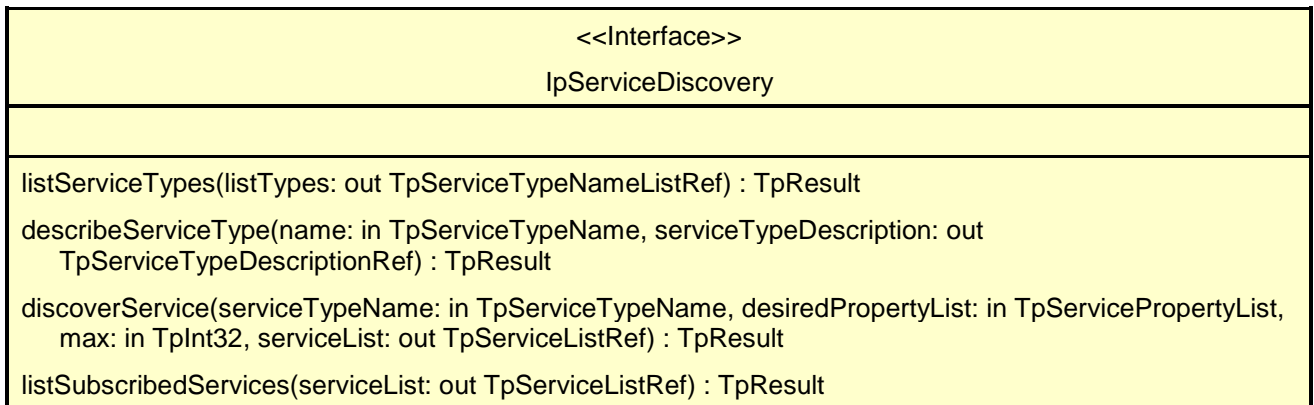 <<Interface>>
IpServiceDiscovery
listServiceTypes(listTypes: out TpServiceTypeNameListRef) : TpResult
describeServiceType(name: in TpServiceTypeName, serviceTypeDescription: out
TpServiceTypeDescriptionRef) : TpResult
discoverService(serviceTypeName: in TpServiceTypeName, desiredPropertyList: in TpServicePropertyList,
max: in TpInt32, serviceList: out TpServiceListRef) : TpResult
listSubscribedServices(serviceList: out TpServiceListRef) : TpResult